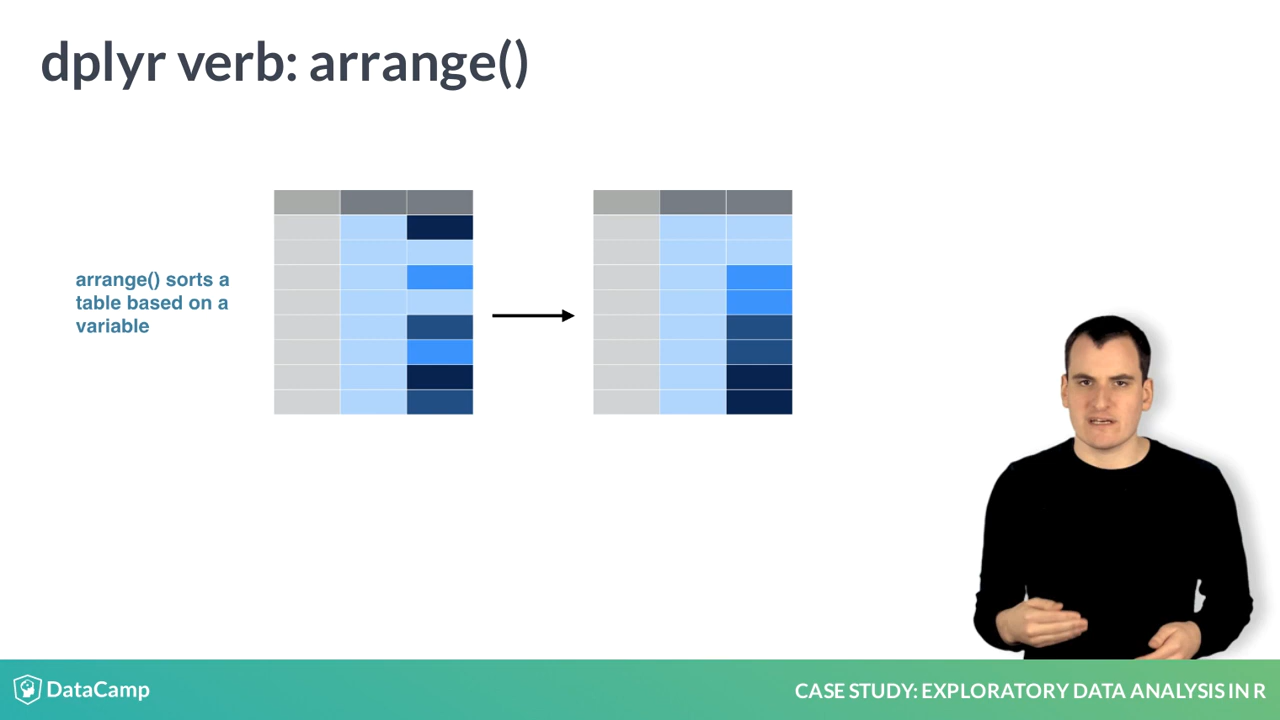 dplyr verb: arrange()
arrange() sorts a
table based on a
variable
DataCamp
CASE STUDY: EXPLORATORY DATA ANALYSIS IN R